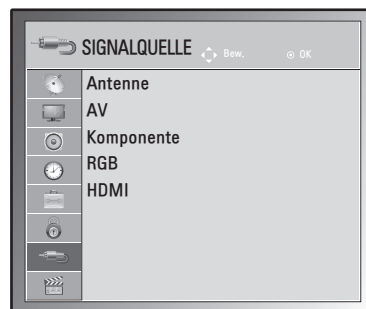 SIGNALQUELLE Bew. OK
Antenne
AV
Komponente
RGB
HDMI